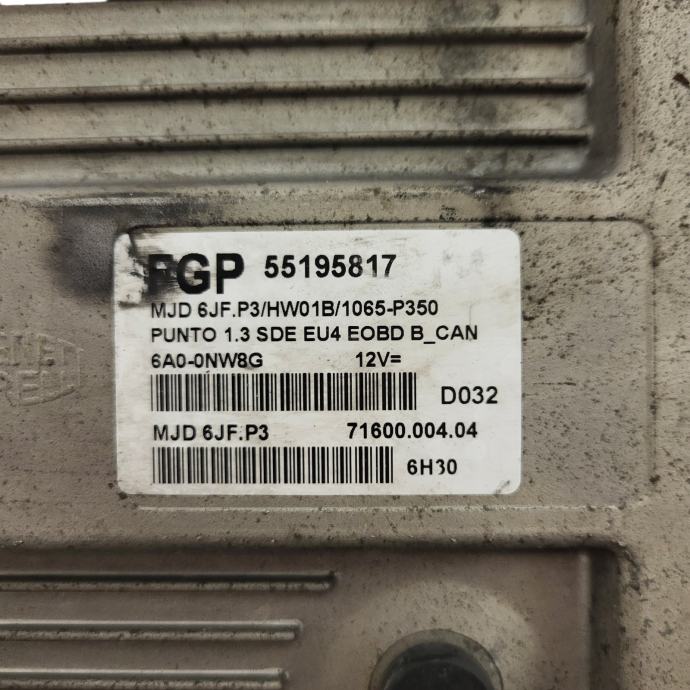 FGP 55195817
MJD 6JF.P3/HW01B/1065-P350
PUNTO 1.3 SDE EU4 EOBD B_CAN
6A0-0NW8G 12V=
D032
MJD 6JF.P3 71600.004.04
6H30